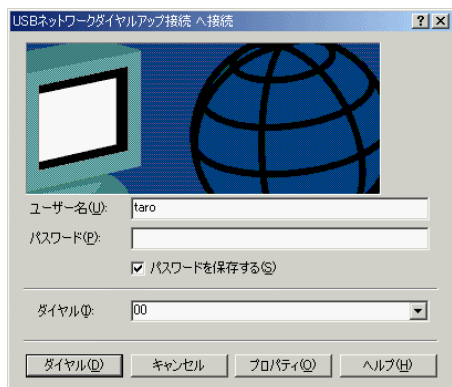 USBネットワークダイヤルアップ接続 へ接続
ユーザー名(U):
taro
パスワード(P):
パスワードを保存する(S)
ダイヤル(I):
00
ダイヤル(D)
キャンセル
プロパティ(O)
ヘルプ(H)